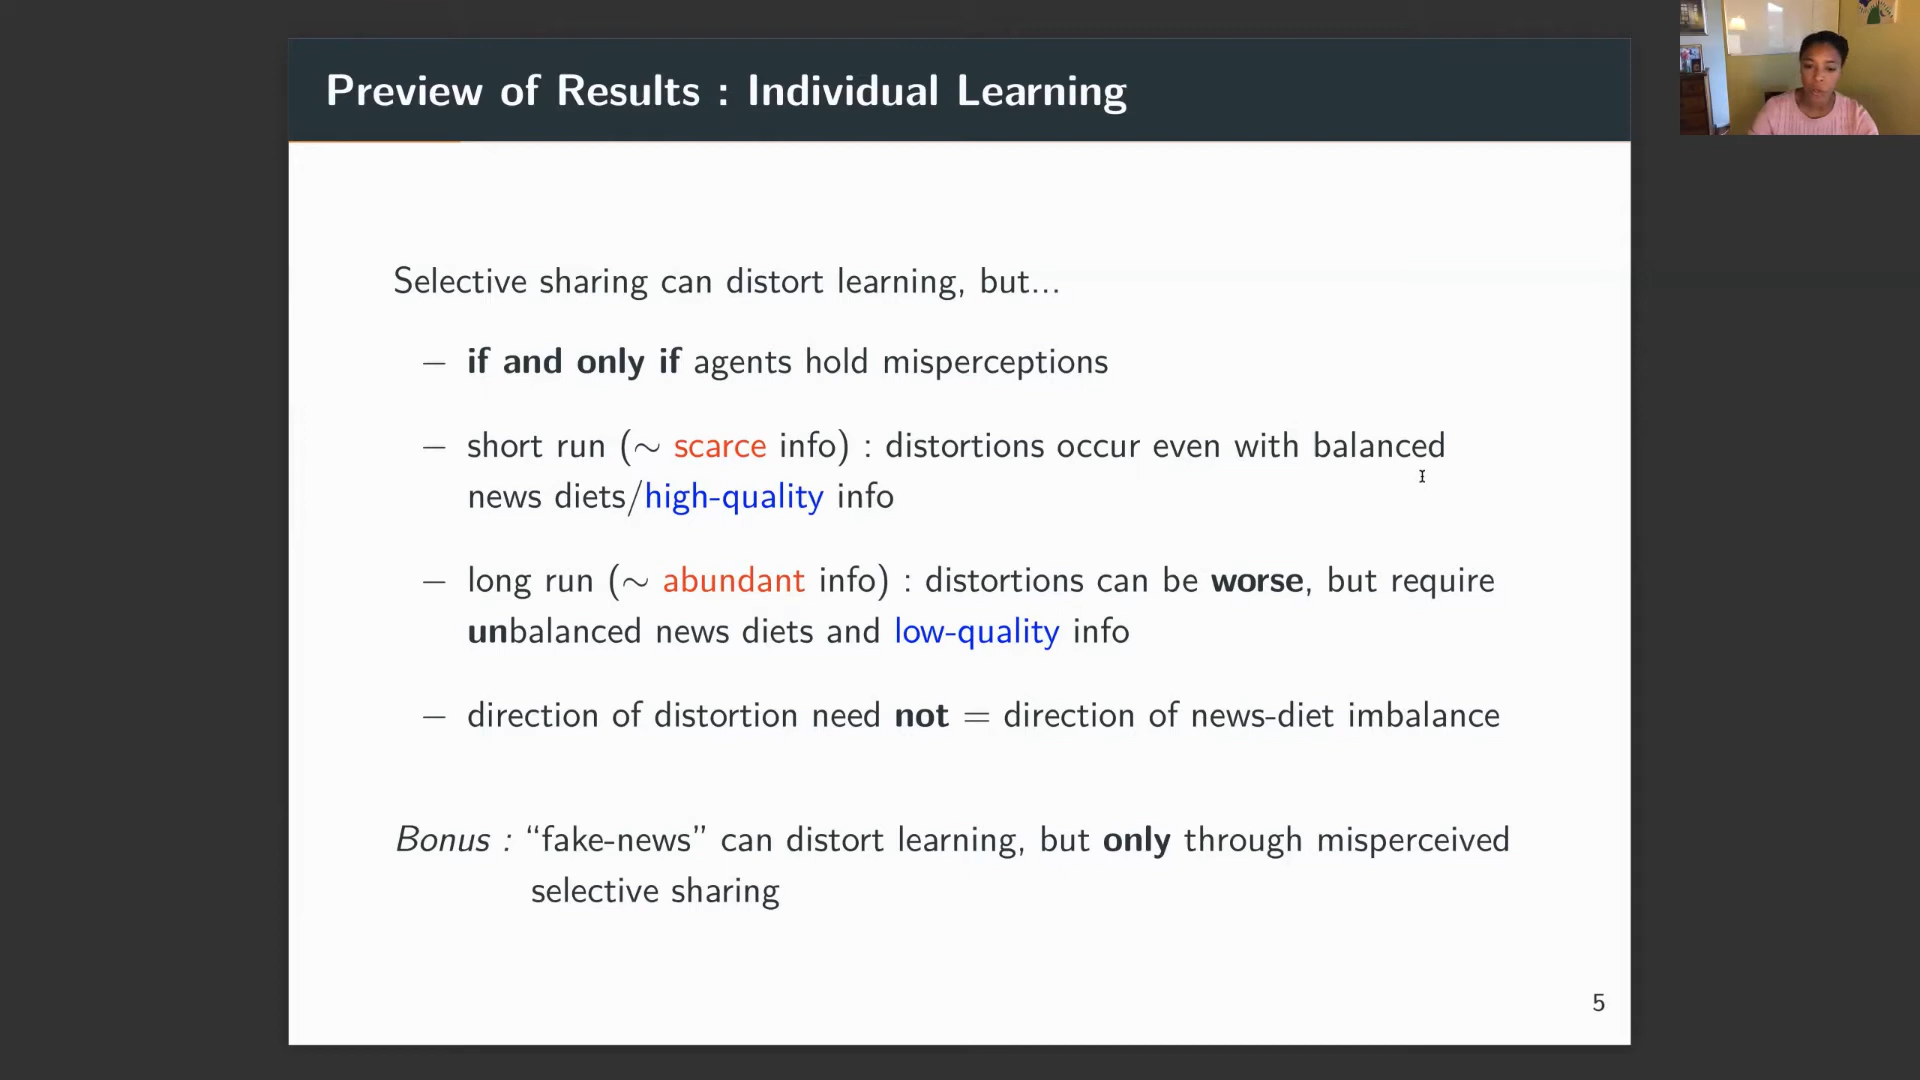 Preview of Results : Individual Learning
Selective sharing can distort learning, but...
– if and only if agents hold misperceptions
– short run (∼ scarce info) : distortions occur even with balanced
news diets/high-quality info
– long run (∼ abundant info) : distortions can be worse, but require
unbalanced news diets and low-quality info
– direction of distortion need not = direction of news-diet imbalance
Bonus : “fake-news” can distort learning, but only through misperceived
selective sharing
5